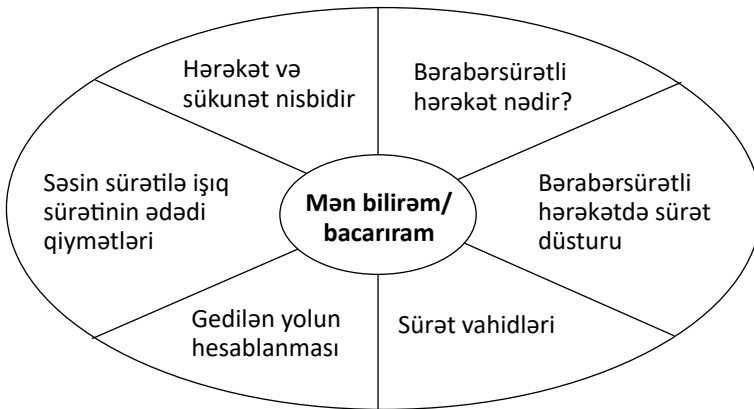 Hərəkət və
sükunət nisbidir
Bərabərsürətli
hərəkət nədir?
Səsin sürətilə işıq
sürətinin ədədi
qiymətləri
Mən bilirəm/
bacarıram
Bərabərsürətli
hərəkətdə sürət
düsturu
Gedilən yolun
hesablanması
Sürət vahidləri